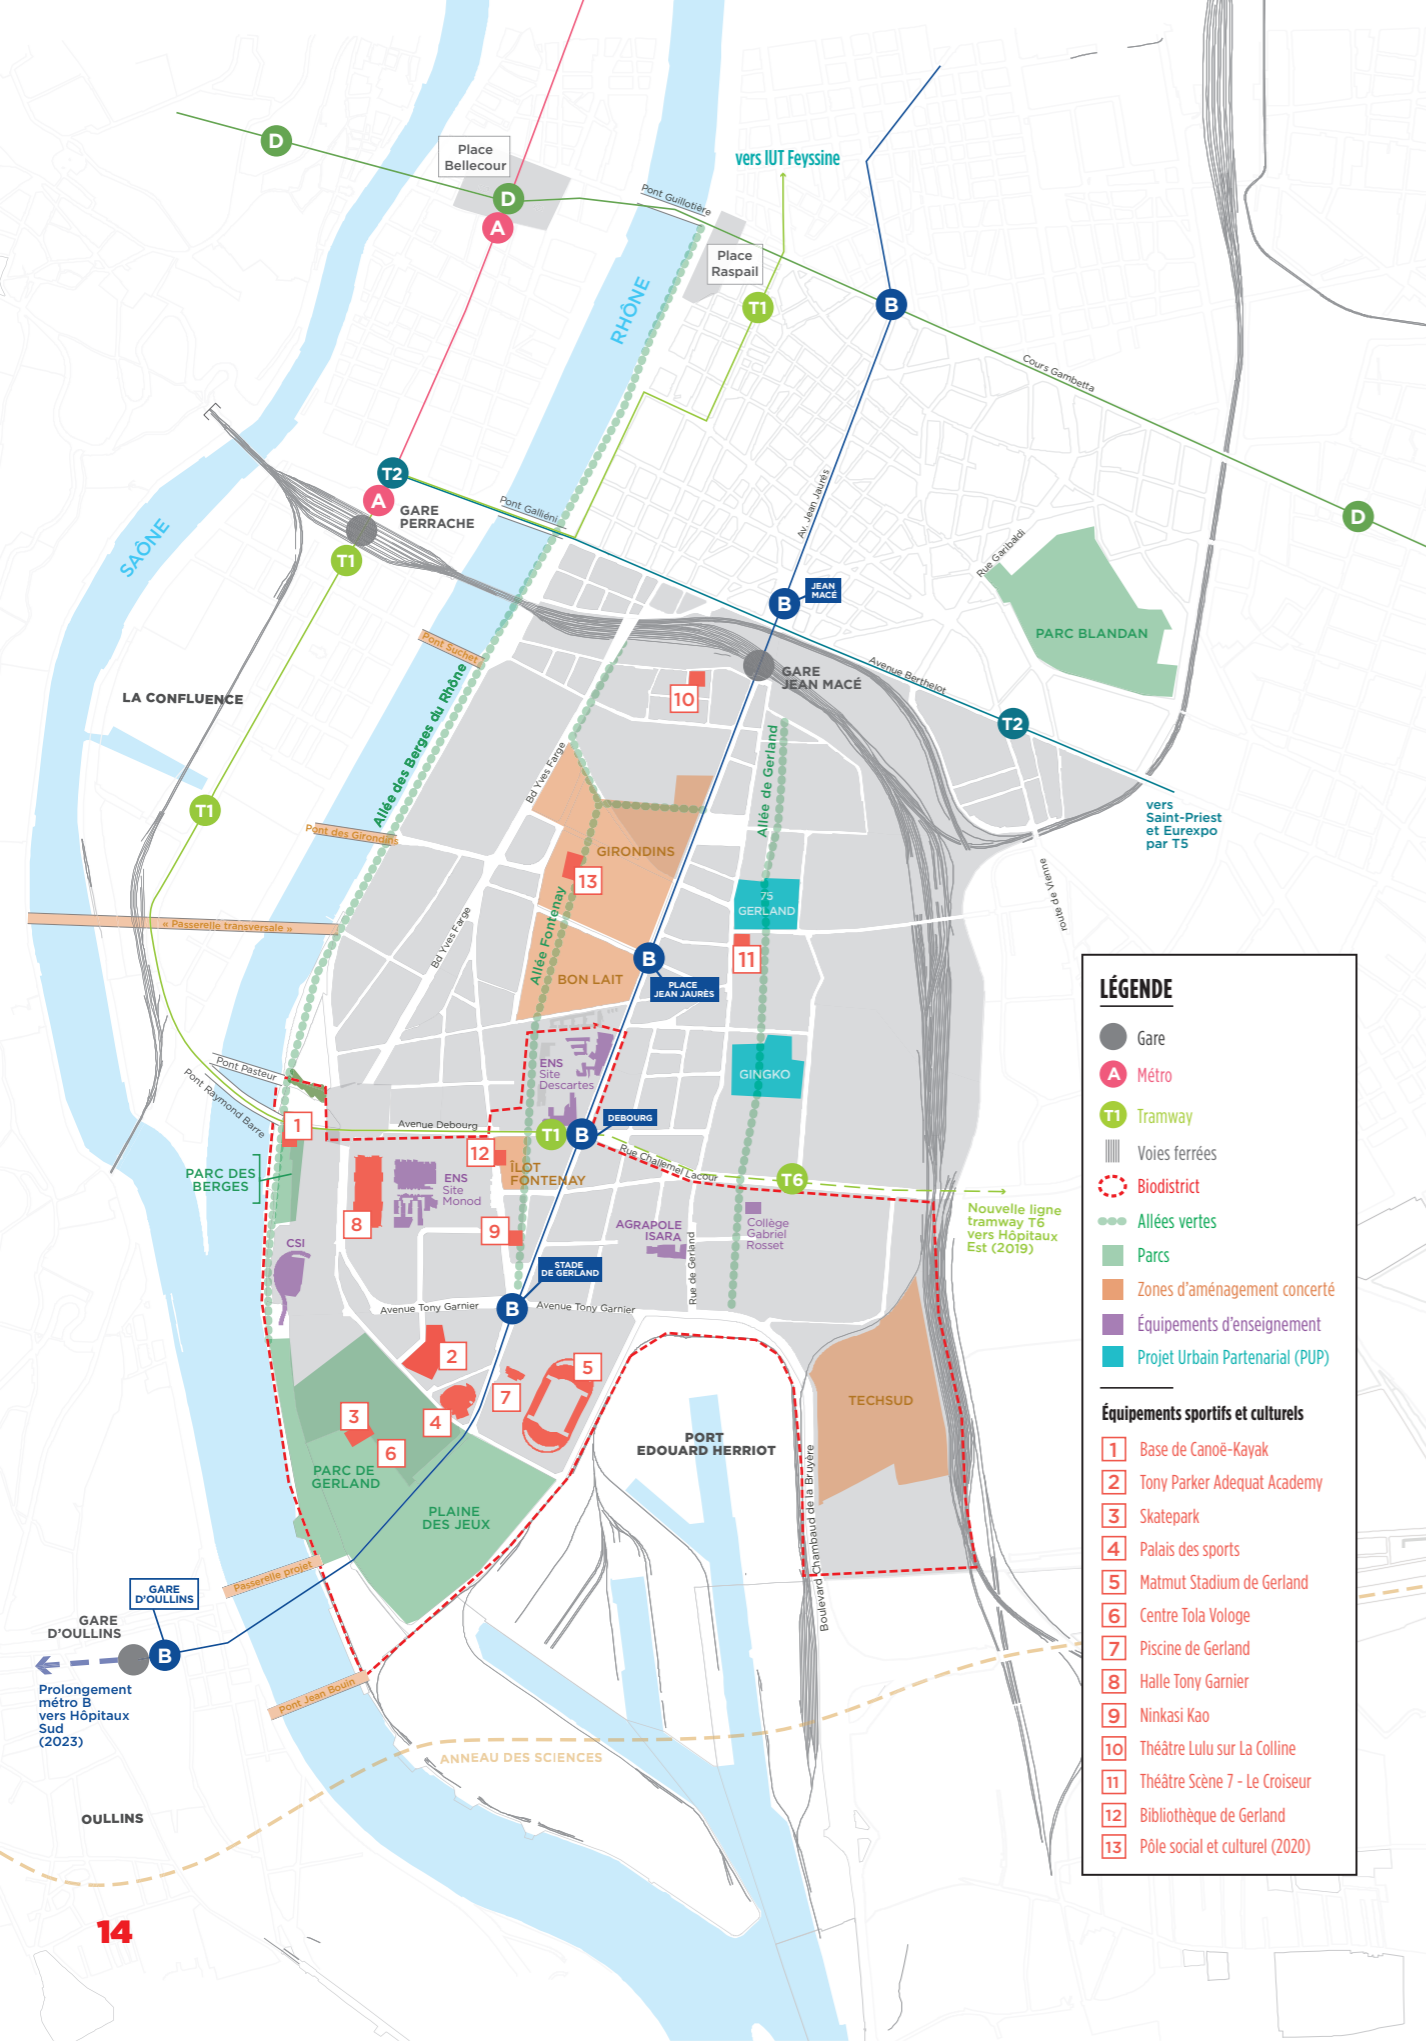 D
Place
Bellecour
D
A
Pont Guillotière
vers IUT Feyssine
Place
Raspail
T1
B
RHÔNE
Cours Gambetta
T2
A
GARE
PERRACHE
T1
Pont Galliéni
Av. Jean Jaurés
D
SAÔNE
Rue Garibaldi
B
JEAN
MACÉ
PARC BLANDAN
Pont Suchet
GARE
JEAN MACÉ
Avenue Berthelot
LA CONFLUENCE
10
T2
Allée des Berges du Rhône
Bd Yves Farge
Allée de Gerland
T1
Pont des Girondins
vers
Saint-Priest
et Eurexpo
par T5
GIRONDINS
13
75
GERLAND
route de Vienne
« Passerelle transversale »
Bd Yves Farge
Allée Fontenay
BON LAIT
B
PLACE
JEAN JAURÈS
11
ENS
Site
Descartes
GINGKO
Pont Pasteur
Pont Raymond Barre
1
Avenue Debourg
T1
B
DEBOURG
12
Rue Challemel Lacour
T6
PARC DES
BERGES
ÎLOT
FONTENAY
ENS
Site
Monod
8
9
AGRAPOLE
ISARA
Rue de Gerland
Collège
Gabriel
Rosset
Nouvelle ligne
tramway T6
vers Hôpitaux
Est (2019)
CSI
STADE
DE GERLAND
Avenue Tony Garnier
B
Avenue Tony Garnier
2
5
7
3
4
6
TECHSUD
PORT
EDOUARD HERRIOT
PARC DE
GERLAND
PLAINE
DES JEUX
Boulevard Chambaud de la Bruyère
Passerelle projet
GARE
D'OULLINS
GARE
D'OULLINS
B
Pont Jean Bouin
Prolongement
métro B
vers Hôpitaux
Sud
(2023)
ANNEAU DES SCIENCES
OULLINS
14
LÉGENDE
Gare
A Métro
T1 Tramway
Voies ferrées
Biodistrict
Allées vertes
Parcs
Zones d'aménagement concerté
Équipements d'enseignement
Projet Urbain Partenarial (PUP)
Équipements sportifs et culturels
1 Base de Canoë-Kayak
2 Tony Parker Adequat Academy
3 Skatepark
4 Palais des sports
5 Matmut Stadium de Gerland
6 Centre Tola Vologe
7 Piscine de Gerland
8 Halle Tony Garnier
9 Ninkasi Kao
10 Théâtre Lulu sur La Colline
11 Théâtre Scène 7 - Le Croiseur
12 Bibliothèque de Gerland
13 Pôle social et culturel (2020)